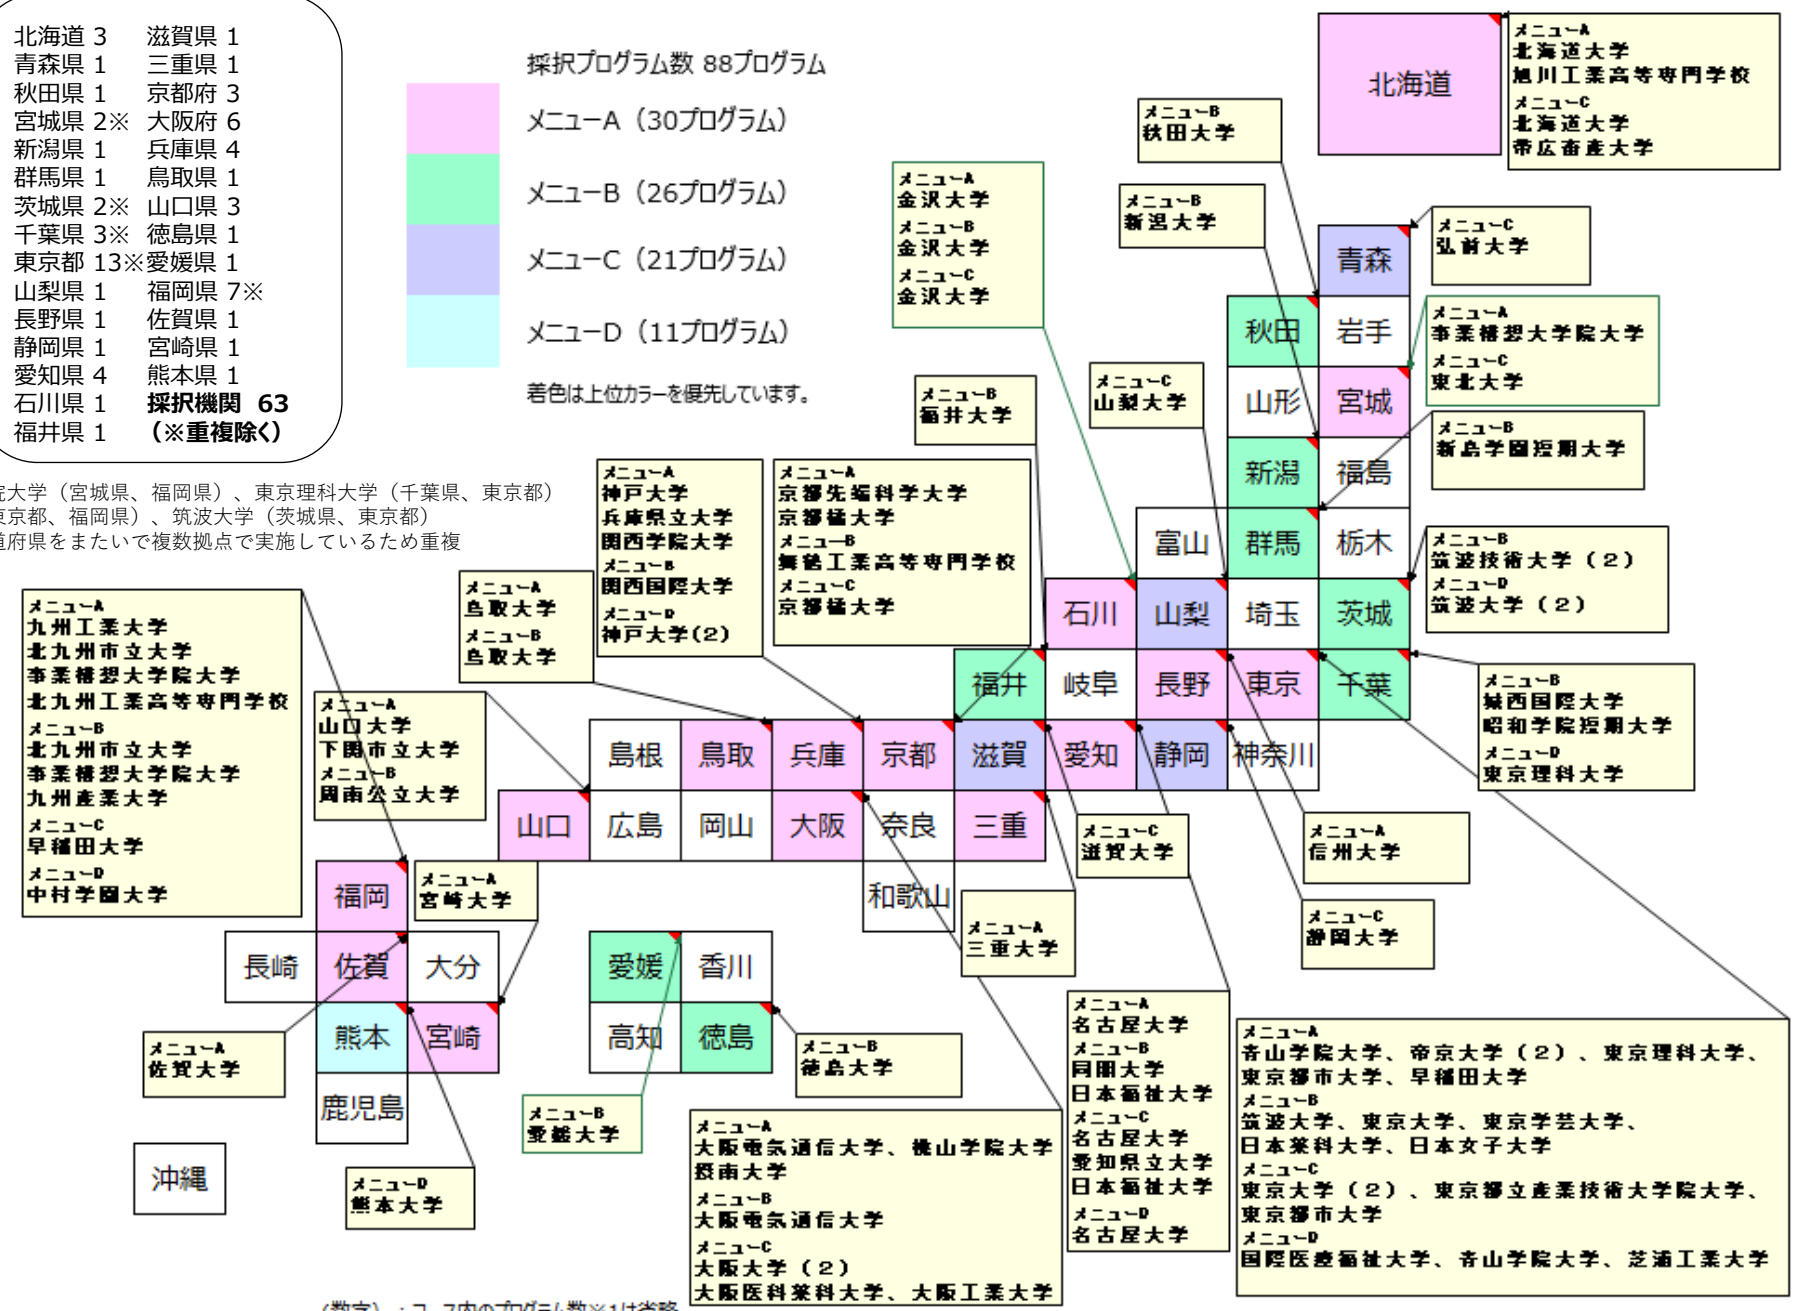 北海道 3 滋賀県 1
青森県 1 三重県 1
秋田県 1 京都府 3
宮城県 2※ 大阪府 6
新潟県 1 兵庫県 4
群馬県 1 鳥取県 1
茨城県 2※ 山口県 3
千葉県 3※ 徳島県 1
東京都 13※愛媛県 1
山梨県 1 福岡県 7※
長野県 1 佐賀県 1
静岡県 1 宮崎県 1
愛知県 4 熊本県 1
石川県 1 採択機関 63
福井県 1 （※重複除く）
院大学（宮城県、福岡県）、東京理科大学（千葉県、東京都）
東京都、福岡県）、筑波大学（茨城県、東京都）
道府県をまたいで複数拠点で実施しているため重複
採択プログラム数 88プログラム
メニューA（30プログラム）
メニューB（26プログラム）
メニューC（21プログラム）
メニューD（11プログラム）
着色は上位カラーを優先しています。
北海道
メニューA
北海道大学
旭川工業高等専門学校
メニューC
北海道大学
帯広畜産大学
メニューB
秋田大学
メニューA
金沢大学
メニューB
金沢大学
メニューC
金沢大学
メニューB
新潟大学
メニューC
弘前大学
青森
秋田
岩手
メニューA
事業構想大学院大学
メニューC
東北大学
メニューB
福井大学
メニューC
山梨大学
山形
宮城
メニューB
新島学園短期大学
新潟
福島
メニューA
神戸大学
兵庫県立大学
関西学院大学
メニューB
関西国際大学
メニューD
神戸大学(2)
メニューA
京都先端科学大学
京都橘大学
メニューB
舞鶴工業高等専門学校
メニューC
京都橘大学
富山
群馬
栃木
メニューB
筑波技術大学（2）
メニューD
筑波大学（2）
メニューA
鳥取大学
メニューB
鳥取大学
石川
山梨
埼玉
茨城
メニューA
九州工業大学
北九州市立大学
事業構想大学院大学
北九州工業高等専門学校
メニューB
北九州市立大学
事業構想大学院大学
九州産業大学
メニューC
早稲田大学
メニューD
中村学園大学
メニューA
山口大学
下関市立大学
メニューB
周南公立大学
福井
岐阜
長野
東京
千葉
メニューB
城西国際大学
昭和学院短期大学
メニューD
東京理科大学
島根
鳥取
兵庫
京都
滋賀
愛知
静岡
神奈川
山口
広島
岡山
大阪
奈良
三重
メニューC
滋賀大学
メニューA
信州大学
福岡
メニューA
宮崎大学
和歌山
メニューA
三重大学
メニューC
静岡大学
長崎
佐賀
大分
愛媛
香川
熊本
宮崎
高知
徳島
メニューA
佐賀大学
メニューB
徳島大学
鹿児島
メニューB
愛媛大学
沖縄
メニューD
熊本大学
メニューA
大阪電気通信大学、桃山学院大学
摂南大学
メニューB
大阪電気通信大学
メニューC
大阪大学（2）
大阪医科薬科大学、大阪工業大学
メニューA
名古屋大学
メニューB
同朋大学
日本福祉大学
メニューC
名古屋大学
愛知県立大学
日本福祉大学
メニューD
名古屋大学
メニューA
青山学院大学、帝京大学（2）、東京理科大学、
東京都市大学、早稲田大学
メニューB
筑波大学、東京大学、東京学芸大学、
日本薬科大学、日本女子大学
メニューC
東京大学（2）、東京都立産業技術大学院大学、
東京都市大学
メニューD
国際医療福祉大学、青山学院大学、芝浦工業大学
（数字）：コース内のプログラム数※1は省略